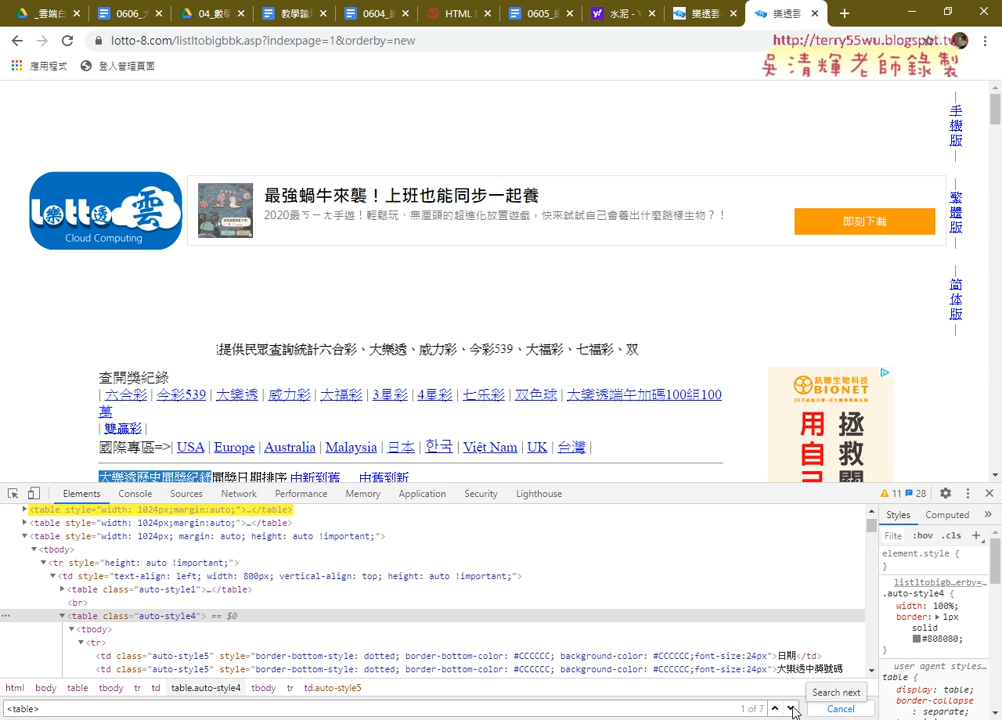 _雲端白
0606_
04_數學
教學論
0604_
HTML
0605_
水泥 - Y
樂透雲
樂透雲
lotto-8.com/listltobigbbk.asp?indexpage=1&orderby=new
http://terry55wu.blogspot.tw
應用程式
登入管理頁面
吳清輝老師錄製
| 手機版 |
樂透雲
lotto
Cloud Computing
最強蝸牛來襲！上班也能同步一起養
2020最ㄎㄧㄤ手遊！輕鬆玩、無厘頭的超進化放置遊戲，快來試試自己會養出什麼謎樣生物？！
即刻下載
繁體版 |
| 简体版 |
提供民眾查詢統計六合彩、大樂透、威力彩、今彩539、大福彩、七福彩、双
查開獎紀錄
| 六合彩 | 今彩539 | 大樂透 | 威力彩 | 大福彩 | 3星彩 | 4星彩 | 七乐彩 | 双色球 | 大樂透端午加碼100組100
萬
| 雙贏彩 |
國際專區=>| USA | Europe | Australia | Malaysia | 日本 | 한국 | Việt Nam | UK | 台灣 |
大樂透歷史開獎紀錄開獎日期排序 由新到舊 由舊到新
訊聯生物科技
BIONET
拯救閨
用自己
Elements Console Sources Network Performance Memory Application Security Lighthouse
11 28
<table style="width: 1024px;margin:auto;">…</table>
<table style="width: 1024px;margin:auto;">…</table>
<table style="width: 1024px; margin: auto; height: auto !important;">
<tbody>
<tr style="height: auto !important;">
<td style="text-align: left; width: 800px; vertical-align: top; height: auto !important;">
<table class="auto-style1">…</table>
<br>
<table class="auto-style4"> == $0
<tbody>
<tr>
<td class="auto-style5" style="border-bottom-style: dotted; border-bottom-color: #CCCCCC; background-color: #CCCCCC;font-size:24px">日期</td>
<td class="auto-style5" style="border-bottom-style: dotted; border-bottom-color: #CCCCCC; background-color: #CCCCCC;font-size:24px">大樂透中獎號碼
Styles Computed »
Filte :hov .cls +
element.style {
}
listltobigb…erby=…
.auto-style4 {
width: 100%;
border: 1px
solid
#808080;
}
user agent styles…
table {
display: table;
border-collapse
: separate;
html body table tbody tr td table.auto-style4 tbody tr td.auto-style5
Search next
<table>
1 of 7
Cancel